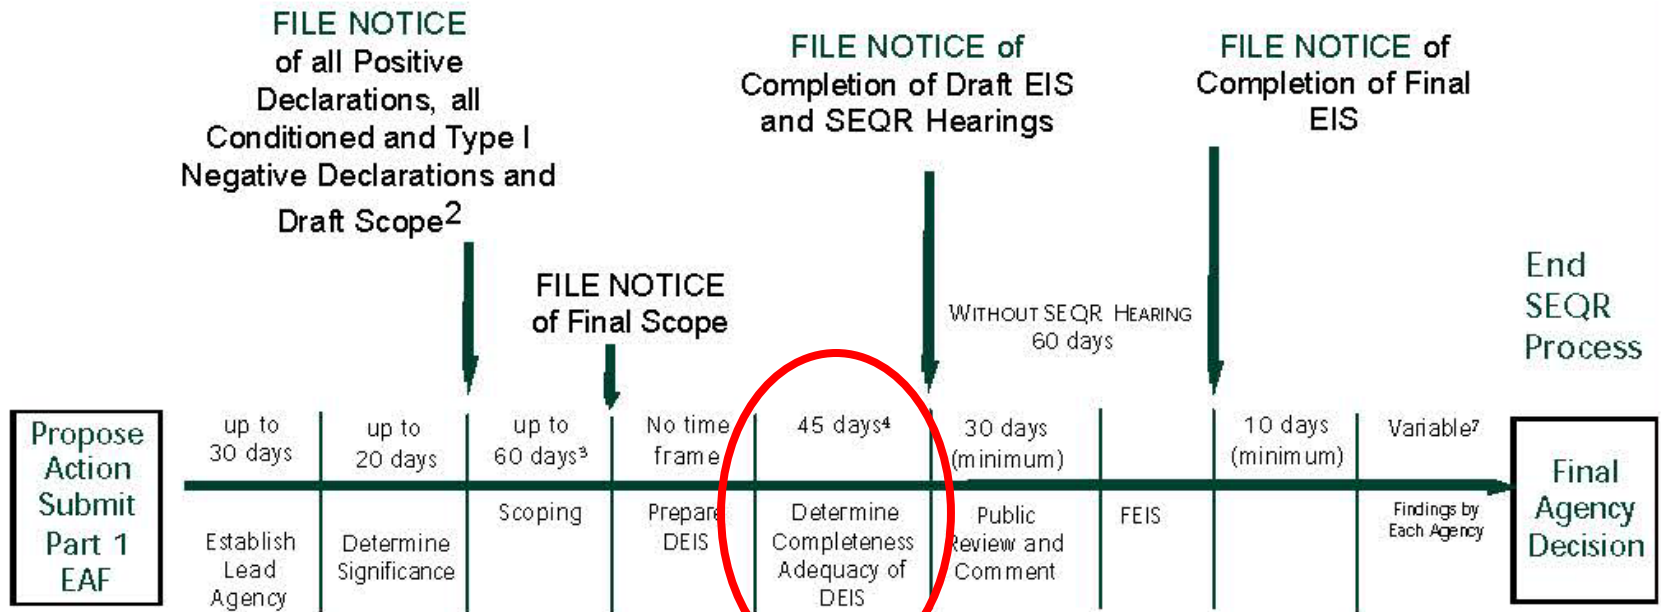 FILE NOTICE
of all Positive
Declarations, all
Conditioned and Type I
Negative Declarations and
Draft Scope2
FILE NOTICE
of Final Scope
FILE NOTICE of
Completion of Draft EIS
and SEQR Hearings
FILE NOTICE of
Completion of Final
EIS
WITHOUT SEQR HEARING
60 days
End
SEQR
Process
Propose
Action
Submit
Part 1
EAF
up to
30 days
up to
20 days
up to
60 days3
No time
frame
45 days4
30 days
(minimum)
10 days
(minimum)
Variable7
Establish
Lead
Agency
Determine
Significance
Scoping
Prepare
DEIS
Determine
Completeness
Adequacy of
DEIS
Public
Review and
Comment
FEIS
Findings by
Each Agency
Final
Agency
Decision